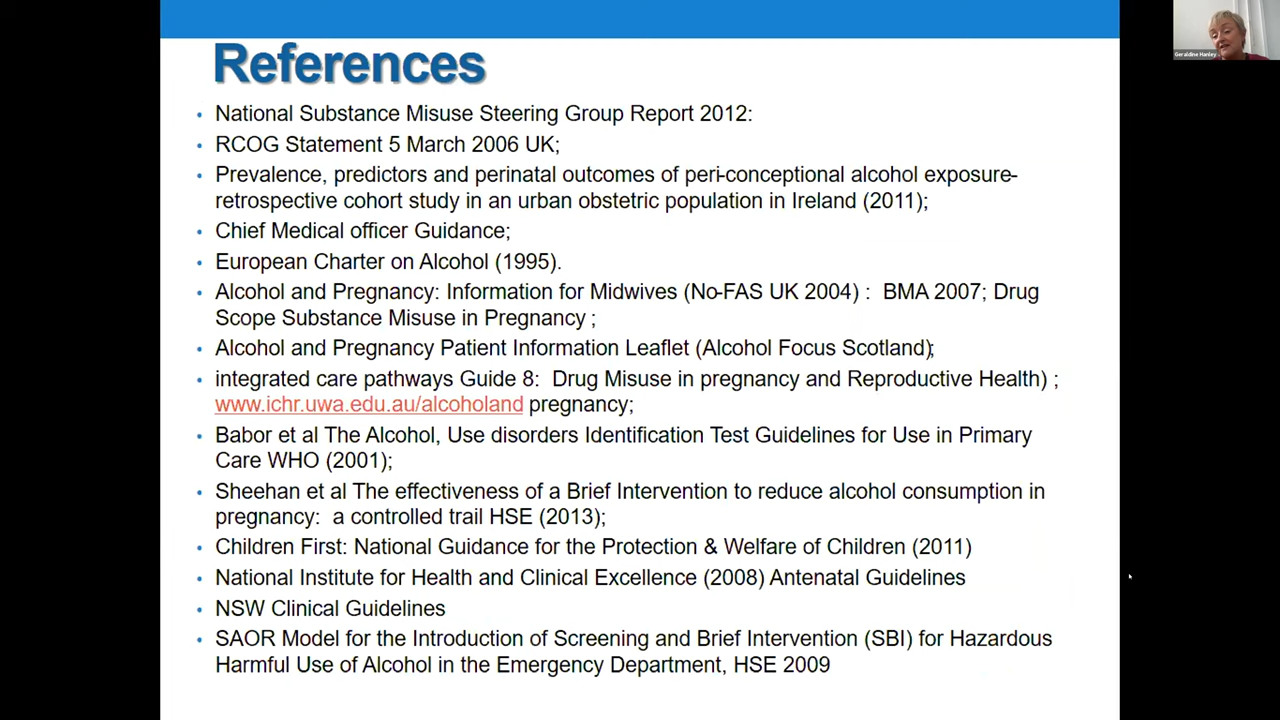 References
• National Substance Misuse Steering Group Report 2012:
• RCOG Statement 5 March 2006 UK;
• Prevalence, predictors and perinatal outcomes of peri-conceptional alcohol exposure-
retrospective cohort study in an urban obstetric population in Ireland (2011);
• Chief Medical officer Guidance;
• European Charter on Alcohol (1995).
• Alcohol and Pregnancy: Information for Midwives (No-FAS UK 2004) : BMA 2007; Drug
Scope Substance Misuse in Pregnancy ;
• Alcohol and Pregnancy Patient Information Leaflet (Alcohol Focus Scotland);
• integrated care pathways Guide 8: Drug Misuse in pregnancy and Reproductive Health) ;
www.ichr.uwa.edu.au/alcoholand pregnancy;
• Babor et al The Alcohol, Use disorders Identification Test Guidelines for Use in Primary
Care WHO (2001);
• Sheehan et al The effectiveness of a Brief Intervention to reduce alcohol consumption in
pregnancy: a controlled trail HSE (2013);
• Children First: National Guidance for the Protection & Welfare of Children (2011)
• National Institute for Health and Clinical Excellence (2008) Antenatal Guidelines
• NSW Clinical Guidelines
• SAOR Model for the Introduction of Screening and Brief Intervention (SBI) for Hazardous
Harmful Use of Alcohol in the Emergency Department, HSE 2009
Geraldine Hanley